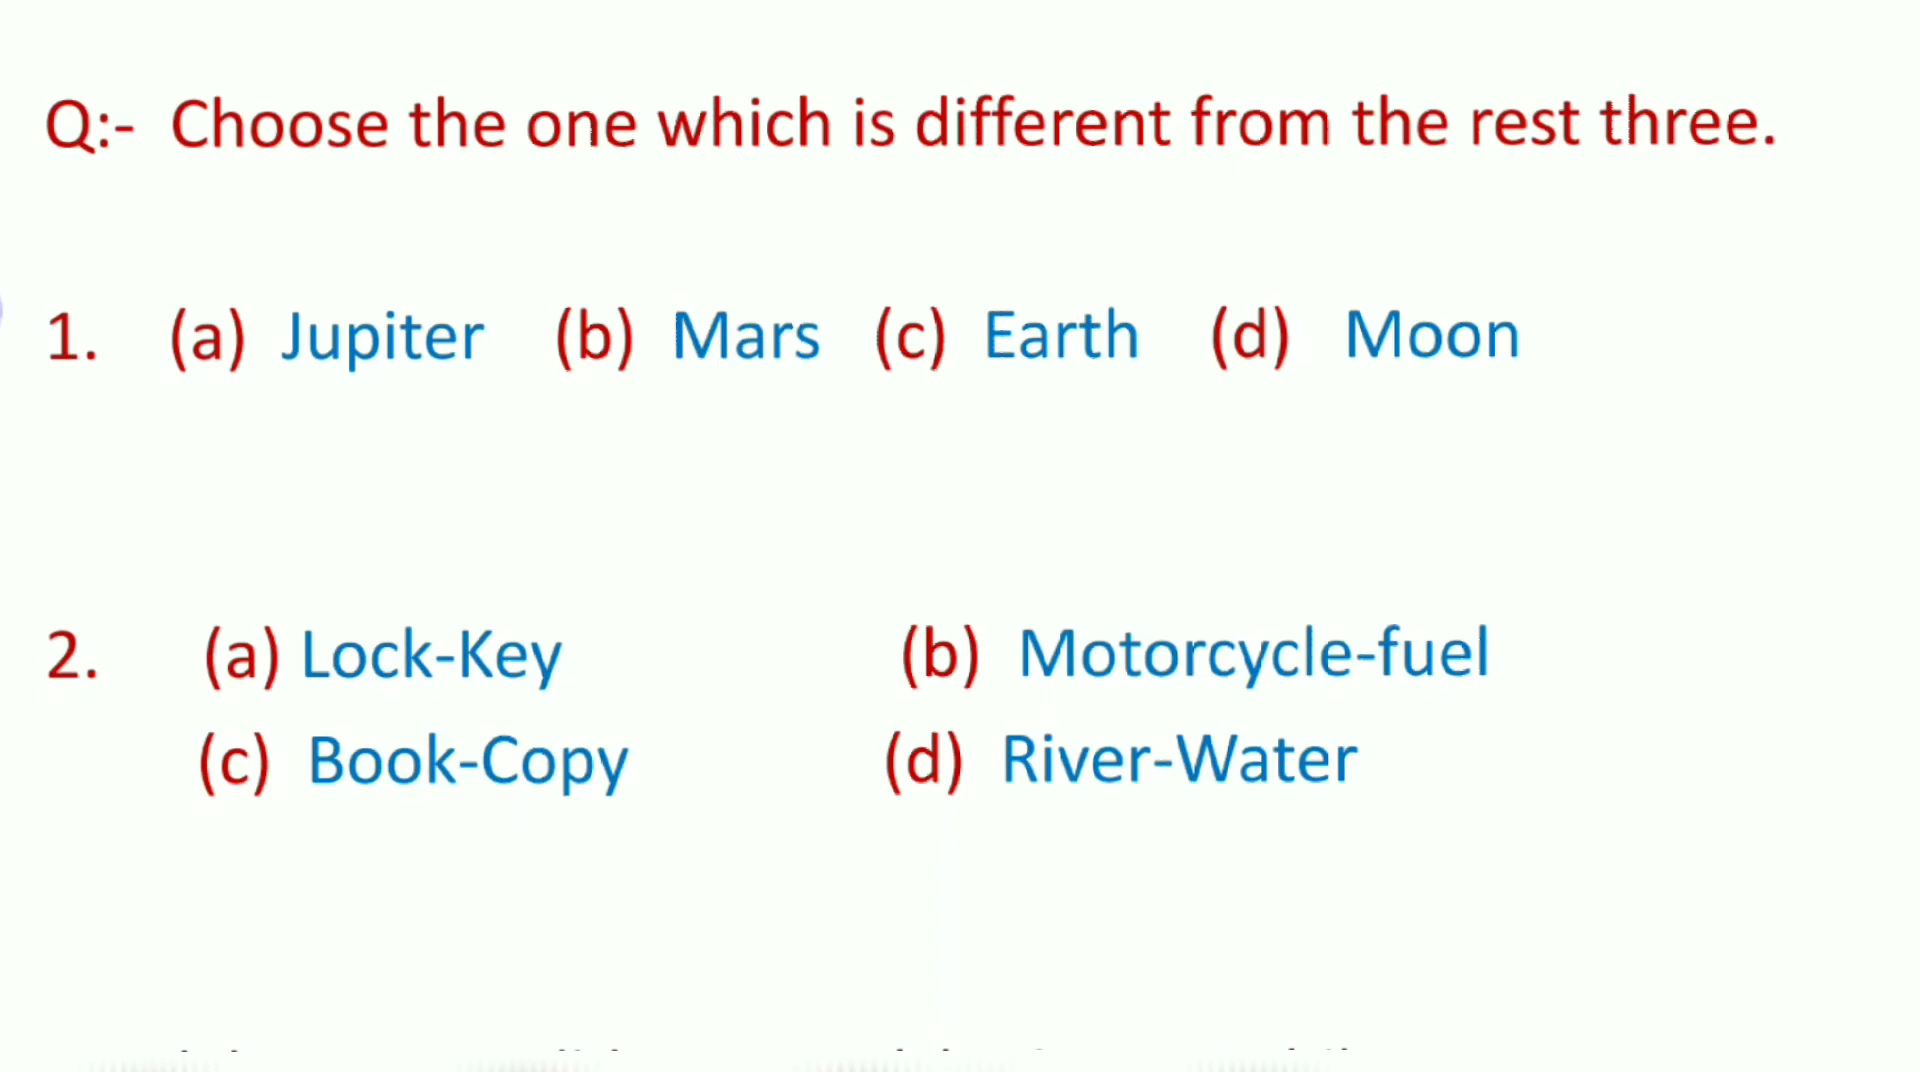 Q:- Choose the one which is different from the rest three.
1. (a) Jupiter (b) Mars (c) Earth (d) Moon
2. (a) Lock-Key (b) Motorcycle-fuel
(c) Book-Copy (d) River-Water